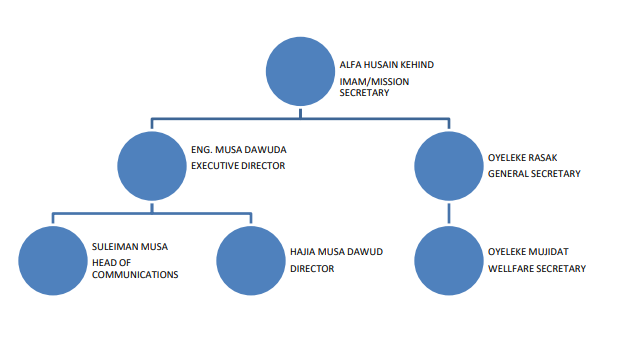 ALFA HUSAIN KEHIND
IMAM/MISSION
SECRETARY
ENG. MUSA DAWUDA
EXECUTIVE DIRECTOR
OYELEKE RASAK
GENERAL SECRETARY
SULEIMAN MUSA
HEAD OF
COMMUNICATIONS
HAJIA MUSA DAWUD
DIRECTOR
OYELEKE MUJIDAT
WELLFARE SECRETARY